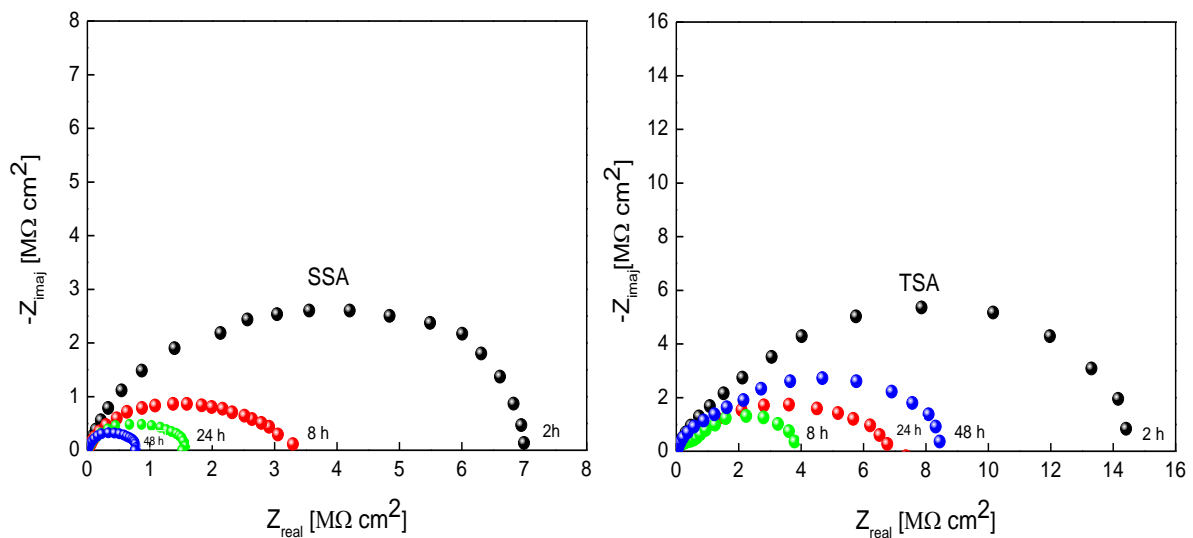 8
7
6
5
4
3
2
1
0
-Z_imaj [MΩ cm²]
SSA
48 h
24 h
8 h
2h
0 1 2 3 4 5 6 7 8
Z_real [MΩ cm²]
16
14
12
10
8
6
4
2
0
-Z_imaj[MΩ cm²]
TSA
8 h
24 h
48 h
2 h
0 2 4 6 8 10 12 14 16
Z_real [MΩ cm²]